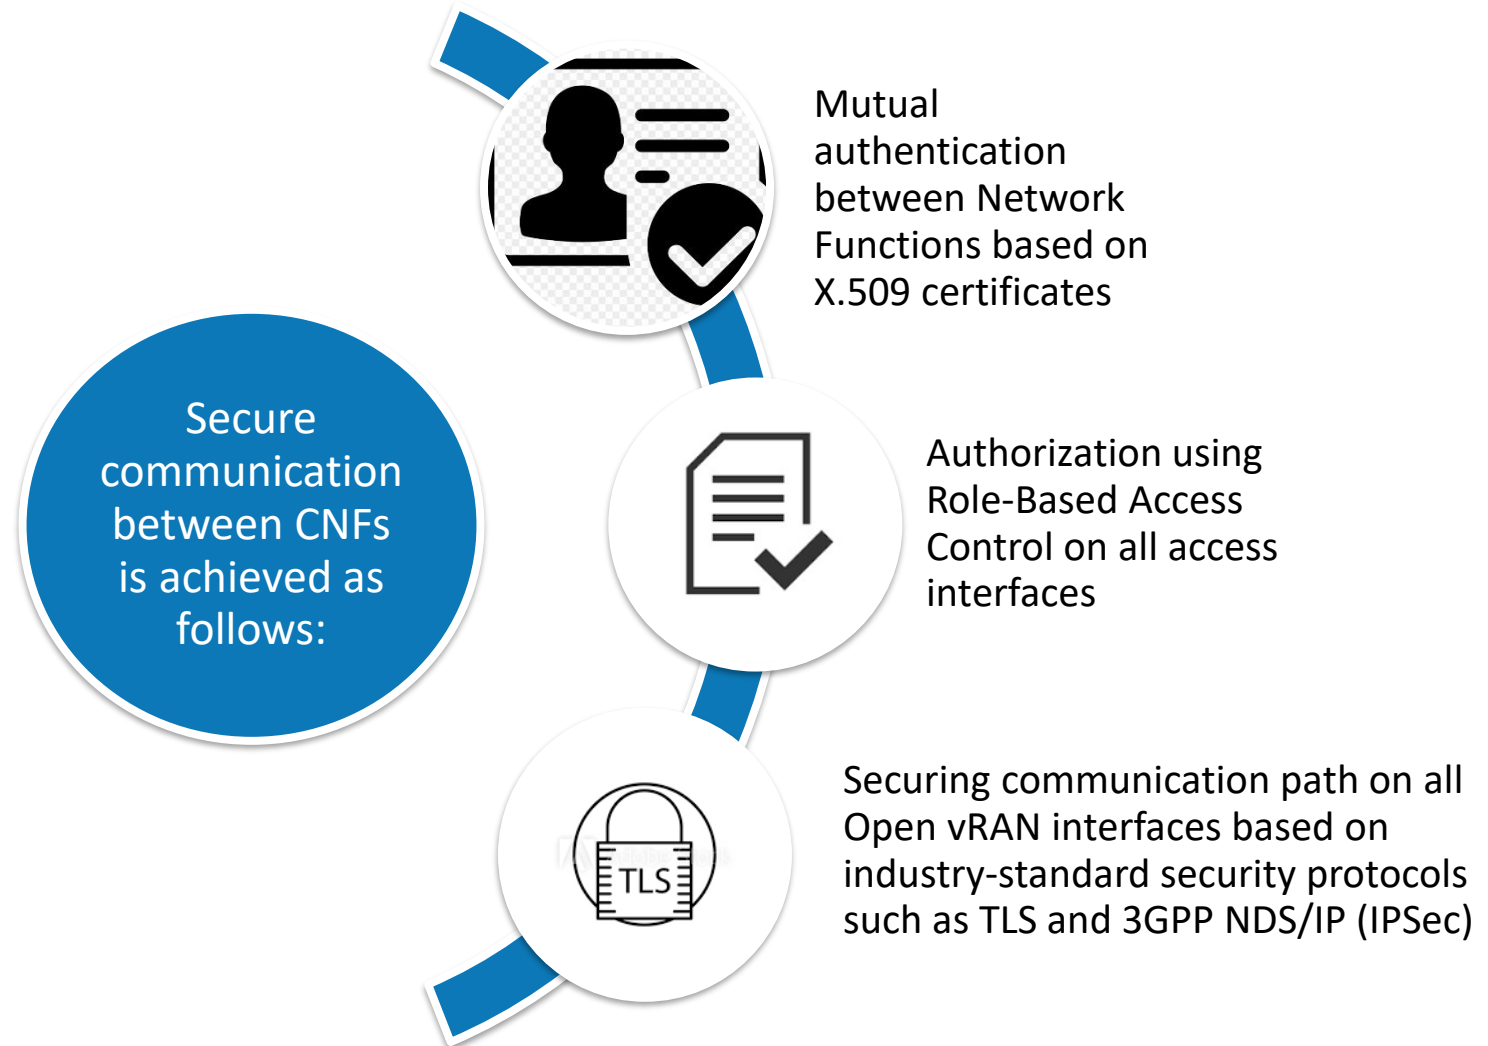 Mutual
authentication
between Network
Functions based on
X.509 certificates
Secure
communication
between CNFs
is achieved as
follows:
Authorization using
Role-Based Access
Control on all access
interfaces
Securing communication path on all
Open vRAN interfaces based on
industry-standard security protocols
such as TLS and 3GPP NDS/IP (IPSec)
TLS